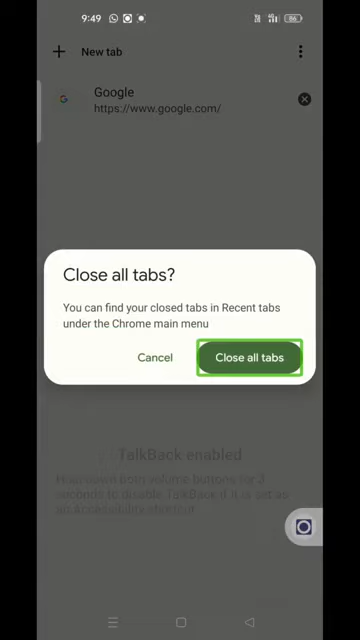 9:49
86
New tab
Google
https://www.google.com/
Close all tabs?
You can find your closed tabs in Recent tabs
under the Chrome main menu
Cancel
Close all tabs
TalkBack enabled
Hold down both volume buttons for 3
seconds to disable TalkBack if it is set as
an Accessibility shortcut.